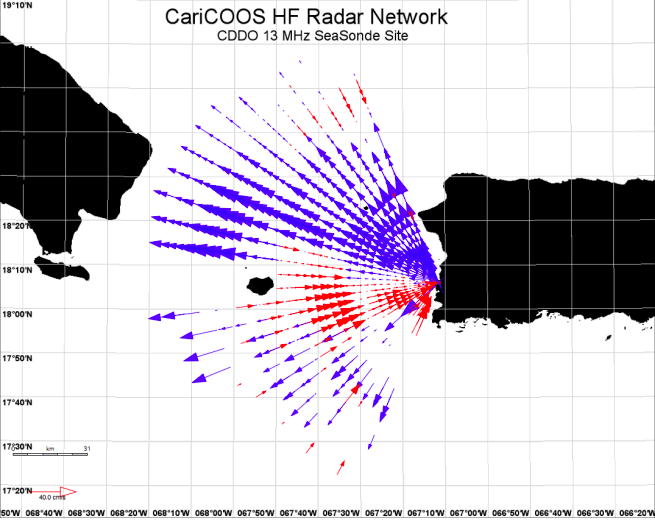 19°10'N
CariCOOS HF Radar Network
CDDO 13 MHz SeaSonde Site
18°20'N
18°10'N
18°00'N
17°50'N
17°40'N
17°30'N
km 31
17°20'N
40.0 cm/s
50'W 068°40'W 068°30'W 068°20'W 068°10'W 068°00'W 067°50'W 067°40'W 067°30'W 067°20'W 067°10'W 067°00'W 066°50'W 066°40'W 066°30'W 066°20'W